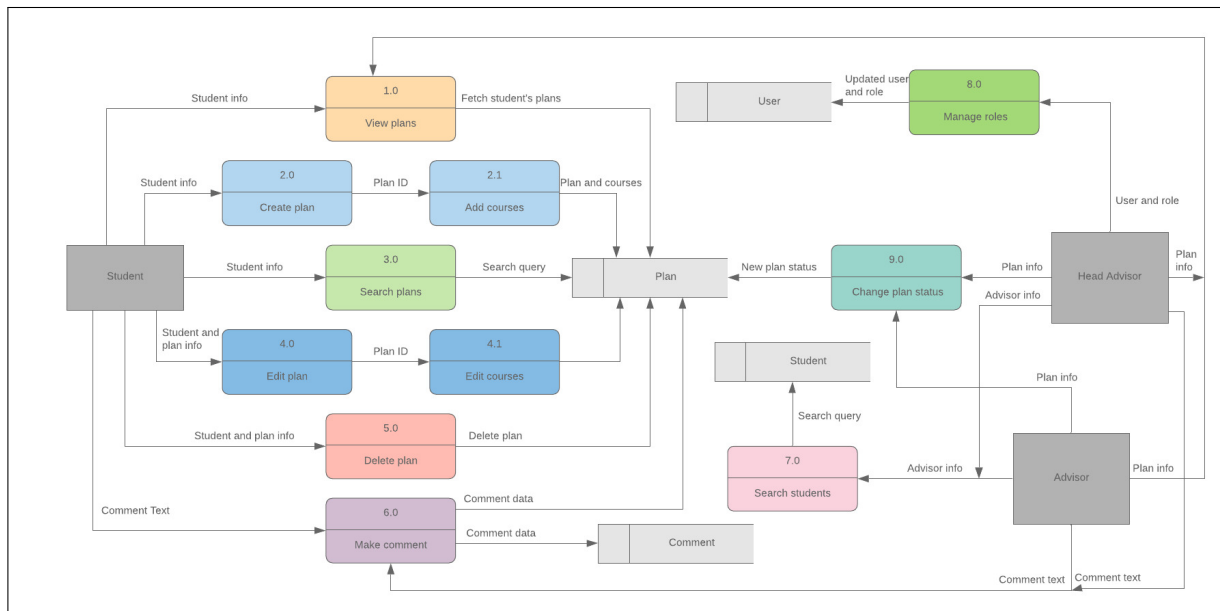 1.0
View plans
Student info
Fetch student's plans
User
Updated user
and role
8.0
Manage roles
Student info
2.0
Create plan
Plan ID
2.1
Add courses
Plan and courses
User and role
Student
Student info
3.0
Search plans
Search query
Plan
New plan status
9.0
Change plan status
Plan info
Advisor info
Head Advisor
Plan
info
Student and
plan info
4.0
Edit plan
Plan ID
4.1
Edit courses
Student
Search query
Plan info
Student and plan info
5.0
Delete plan
Delete plan
7.0
Search students
Advisor info
Advisor
Plan info
Comment Text
6.0
Make comment
Comment data
Comment data
Comment
Comment text
Comment text